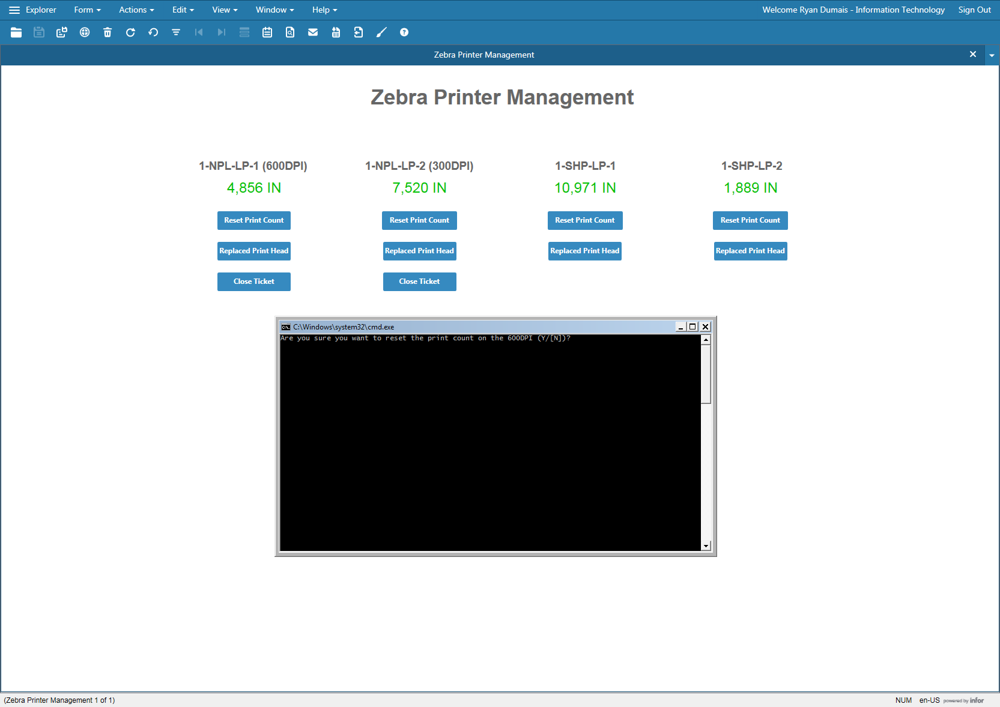 Explorer Form Actions Edit View Window Help Welcome Ryan Dumais - Information Technology Sign Out
Zebra Printer Management
Zebra Printer Management
1-NPL-LP-1 (600DPI) 1-NPL-LP-2 (300DPI) 1-SHP-LP-1 1-SHP-LP-2
4,856 IN 7,520 IN 10,971 IN 1,889 IN
Reset Print Count Reset Print Count Reset Print Count Reset Print Count
Replaced Print Head Replaced Print Head Replaced Print Head Replaced Print Head
Close Ticket Close Ticket
C:\Windows\system32\cmd.exe
Are you sure you want to reset the print count on the 600DPI (Y/[N])?
(Zebra Printer Management 1 of 1) NUM en-US powered by infor